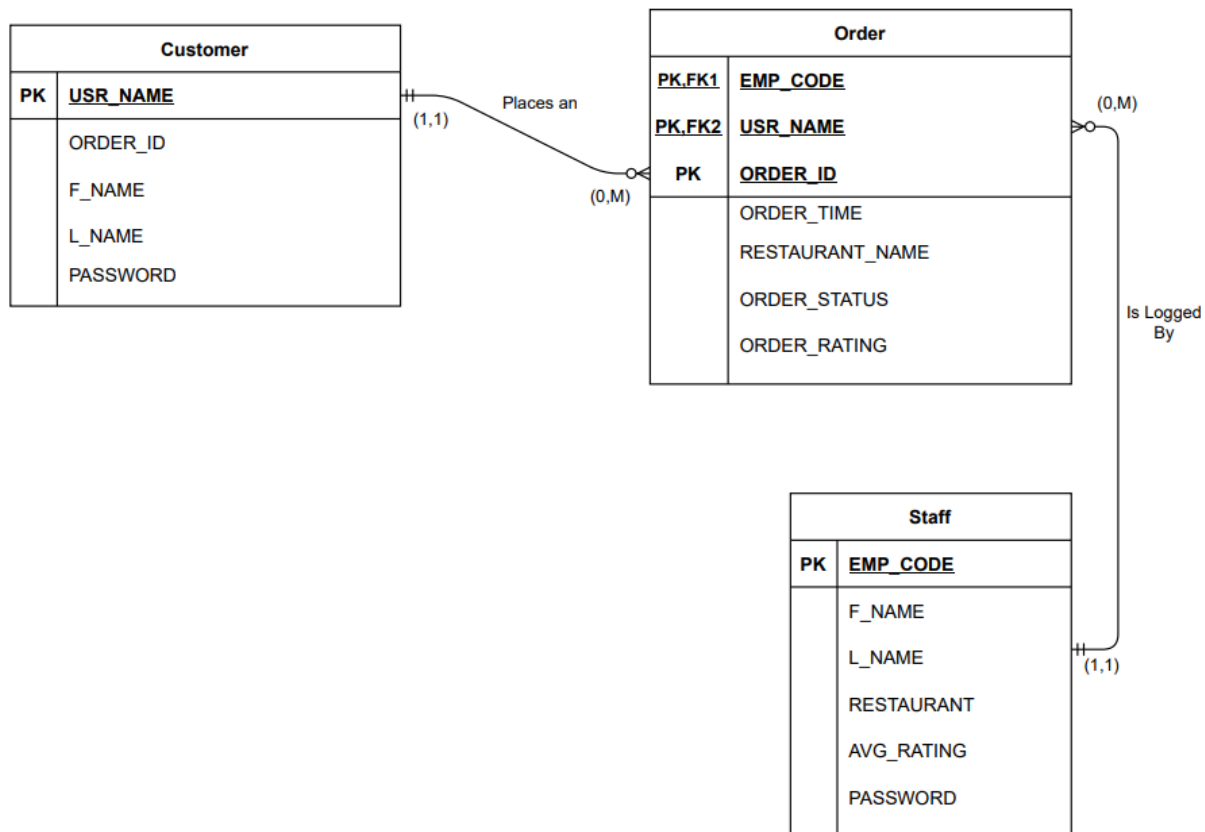 Customer
PK USR_NAME
ORDER_ID
F_NAME
L_NAME
PASSWORD
(1,1)
Places an
(0,M)
Order
PK,FK1 EMP_CODE
PK,FK2 USR_NAME
PK ORDER_ID
ORDER_TIME
RESTAURANT_NAME
ORDER_STATUS
ORDER_RATING
(0,M)
Is Logged
By
(1,1)
Staff
PK EMP_CODE
F_NAME
L_NAME
RESTAURANT
AVG_RATING
PASSWORD